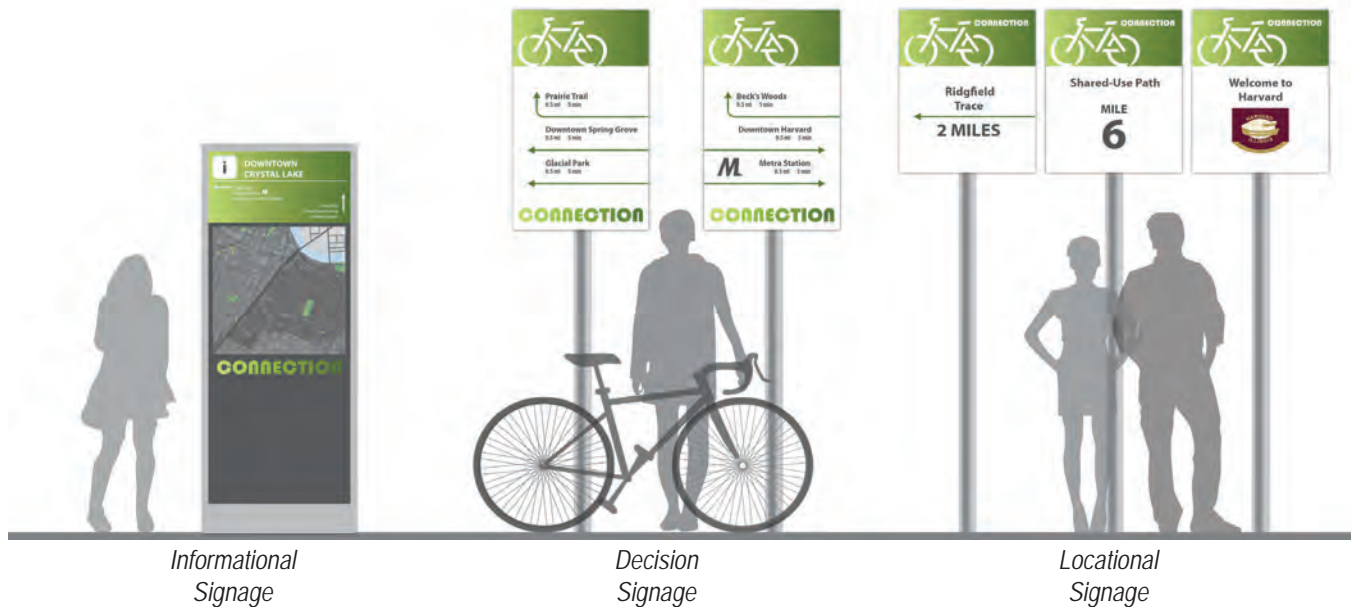 i
DOWNTOWN
CRYSTAL LAKE
CONNECTION
Prairie Trail
0.5 mi 5 min
Downtown Spring Grove
0.5 mi 5 min
Glacial Park
0.5 mi 5 min
CONNECTION
Beck's Woods
0.5 mi 5 min
Downtown Harvard
0.5 mi 5 min
M
Metra Station
0.5 mi 5 min
CONNECTION
CONNECTION
Ridgfield
Trace
2 MILES
CONNECTION
Shared-Use Path
MILE
6
CONNECTION
Welcome to
Harvard
HARVARD
ILLINOIS
Informational
Signage
Decision
Signage
Locational
Signage